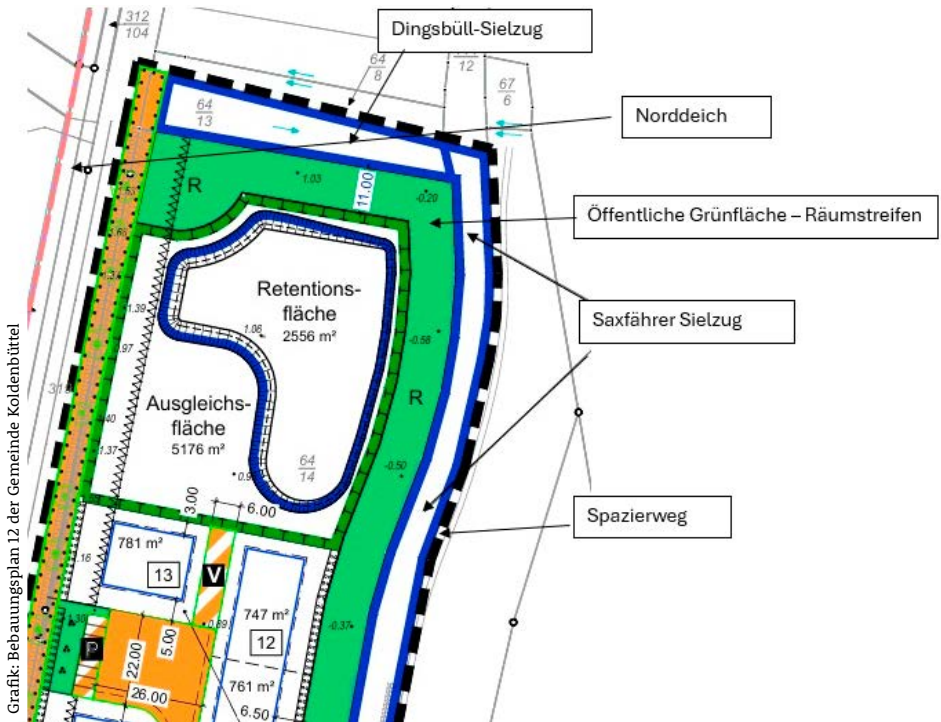 312
104
Dingsbüll-Sielzug
64
8
12
67
6
64
13
Norddeich
R
1.03
11.00
-0.20
Öffentliche Grünfläche – Räumstreifen
Retentions-
fläche
2556 m²
1.39
1.06
Saxfährer Sielzug
-0.56
R
Ausgleichs-
fläche
5176 m²
1.37
64
14
-0.50
3.00
6.00
Spazierweg
781 m²
13
V
747 m²
12
0.89
-0.37
P
22.00
5.00
26.00
761 m²
6.50
Grafik: Bebauungsplan 12 der Gemeinde Koldenbüttel